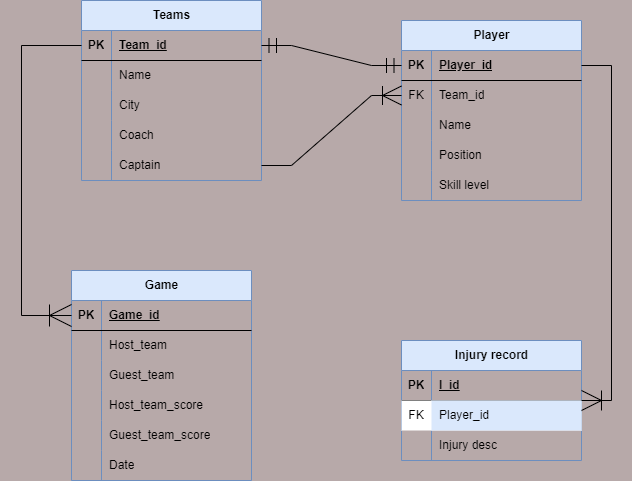 Teams
PK Team_id
Name
City
Coach
Captain
Player
PK Player_id
FK Team_id
Name
Position
Skill level
Game
PK Game_id
Host_team
Guest_team
Host_team_score
Guest_team_score
Date
Injury record
PK I_id
FK Player_id
Injury desc